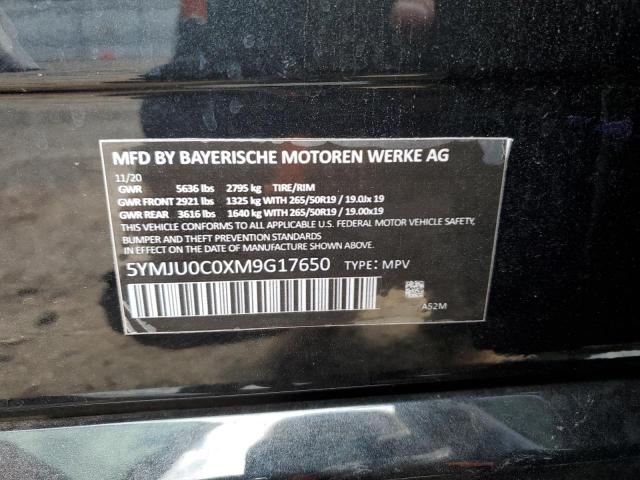 MFD BY BAYERISCHE MOTOREN WERKE AG
11/20
GWR 5636 lbs 2795 kg TIRE/RIM
GWR FRONT 2921 lbs 1325 kg WITH 265/50R19 / 19.0Jx 19
GWR REAR 3616 lbs 1640 kg WITH 265/50R19 / 19.00x19
THIS VEHICLE CONFORMS TO ALL APPLICABLE U.S. FEDERAL MOTOR VEHICLE SAFETY,
BUMPER AND THEFT PREVENTION STANDARDS
IN EFFECT ON THE DATE OF MANUFACTURE SHOWN ABOVE.
5YMJU0C0XM9G17650 TYPE: MPV
A52M